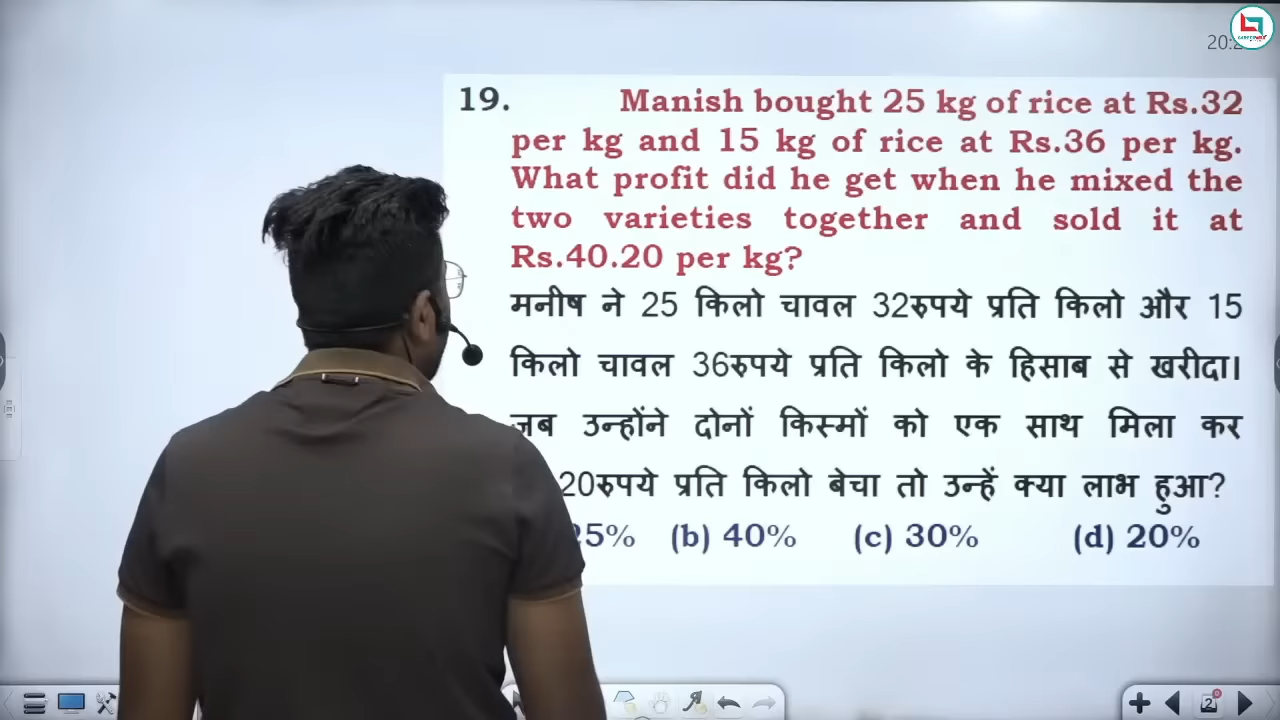 19. Manish bought 25 kg of rice at Rs.32
per kg and 15 kg of rice at Rs.36 per kg.
What profit did he get when he mixed the
two varieties together and sold it at
Rs.40.20 per kg?
मनीष ने 25 किलो चावल 32रुपये प्रति किलो और 15
किलो चावल 36रुपये प्रति किलो के हिसाब से खरीदा।
जब उन्होंने दोनों किस्मों को एक साथ मिला कर
20रुपये प्रति किलो बेचा तो उन्हें क्या लाभ हुआ?
25% (b) 40% (c) 30% (d) 20%
2